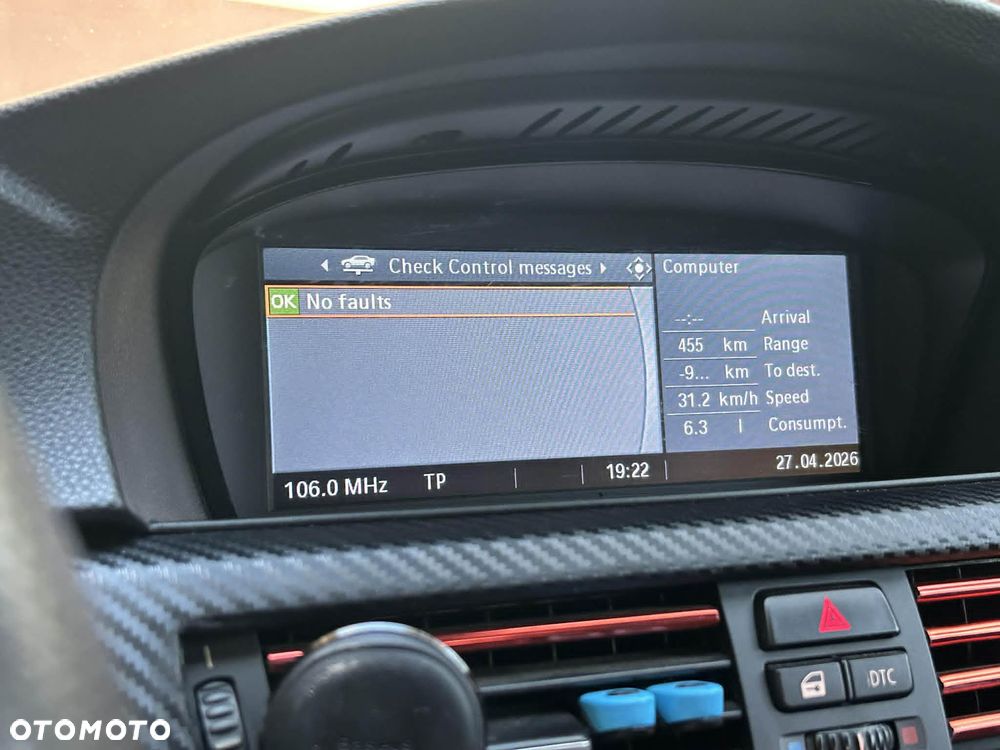 Check Control messages
Computer
OK No faults
--:-- Arrival
455 km Range
-9... km To dest.
31.2 km/h Speed
6.3 l Consumpt.
106.0 MHz TP 19:22 27.04.2026
DTC
OTOMOTO